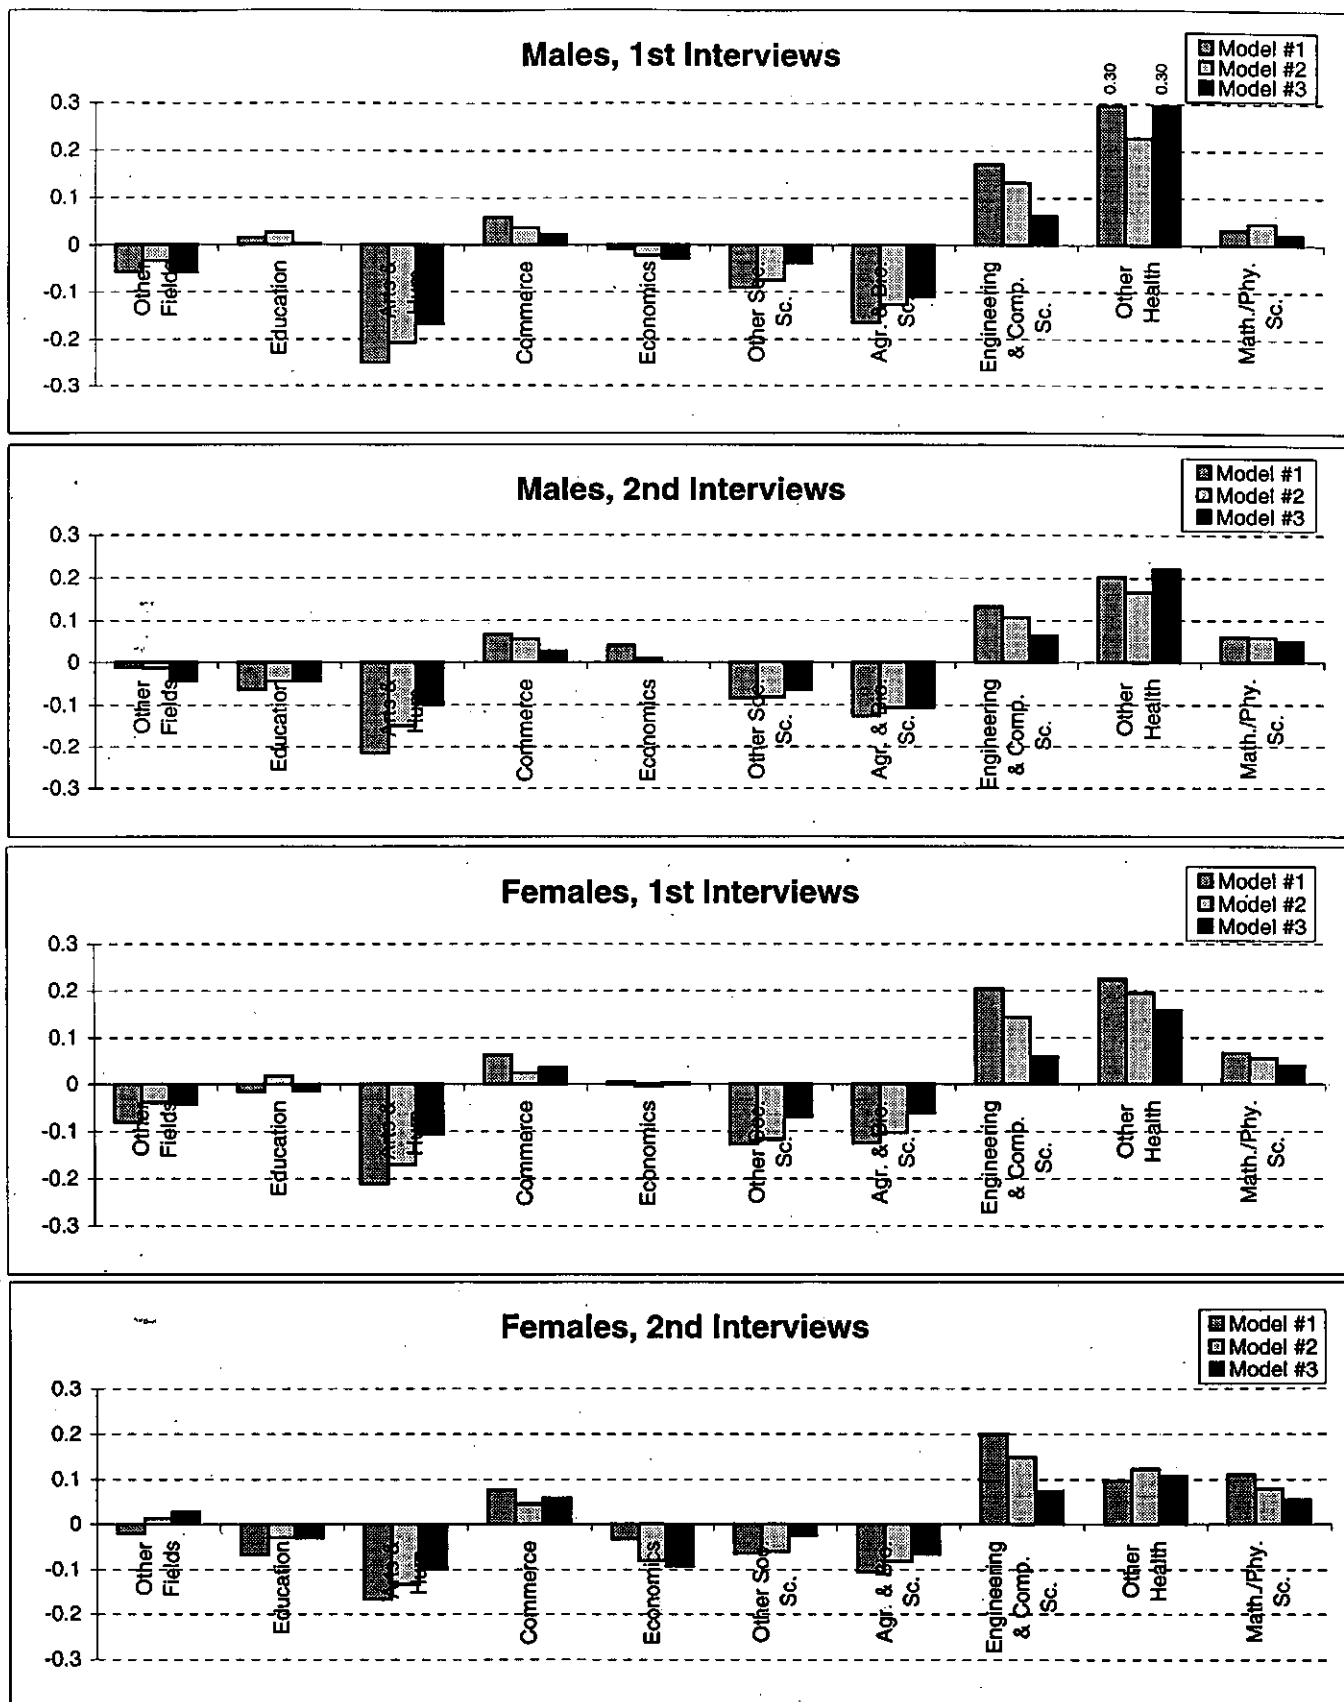 Males, 1st Interviews
Model #1
Model #2
Model #3
0.30
0.30
0.3
0.2
0.1
0
-0.1
-0.2
-0.3
Other
Fields
Education
Arts &
Commerce
Economics
Other Soc.
Sc.
Agr. & Bio.
Sc.
Engineering
& Comp.
Sc.
Other
Health
Math./Phy.
Sc.
Males, 2nd Interviews
Model #1
Model #2
Model #3
0.3
0.2
0.1
0
-0.1
-0.2
-0.3
Other
Fields
Education
Arts &
Commerce
Economics
Other Soc.
Sc.
Agr. & Bio.
Sc.
Engineering
& Comp.
Sc.
Other
Health
Math./Phy.
Sc.
Females, 1st Interviews
Model #1
Model #2
Model #3
0.3
0.2
0.1
0
-0.1
-0.2
-0.3
Other
Fields
Education
Arts &
Commerce
Economics
Other Soc.
Sc.
Agr. & Bio.
Sc.
Engineering
& Comp.
Sc.
Other
Health
Math./Phy.
Sc.
Females, 2nd Interviews
Model #1
Model #2
Model #3
0.3
0.2
0.1
0
-0.1
-0.2
-0.3
Other
Fields
Education
Arts &
Commerce
Economics
Other Soc.
Sc.
Agr. & Bio.
Sc.
Engineering
& Comp.
Sc.
Other
Health
Math./Phy.
Sc.